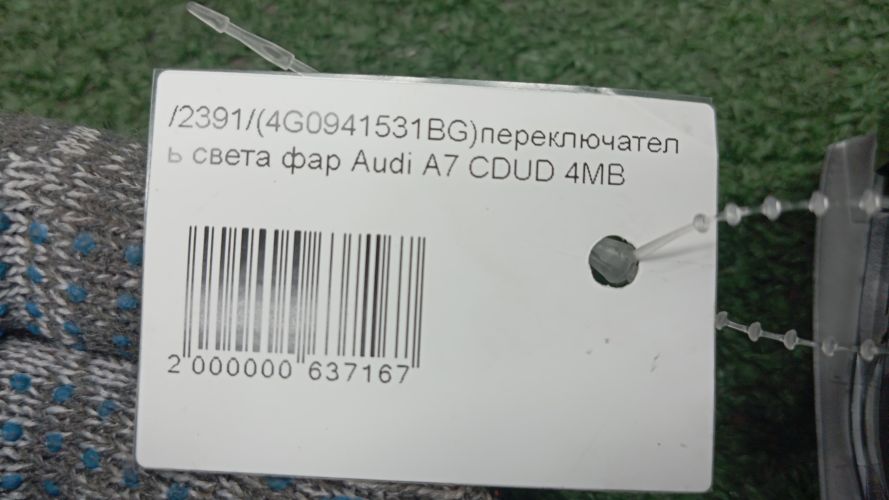 /2391/(4G0941531BG)переключател
ь света фар Audi A7 CDUD 4MB
2 000000 637167